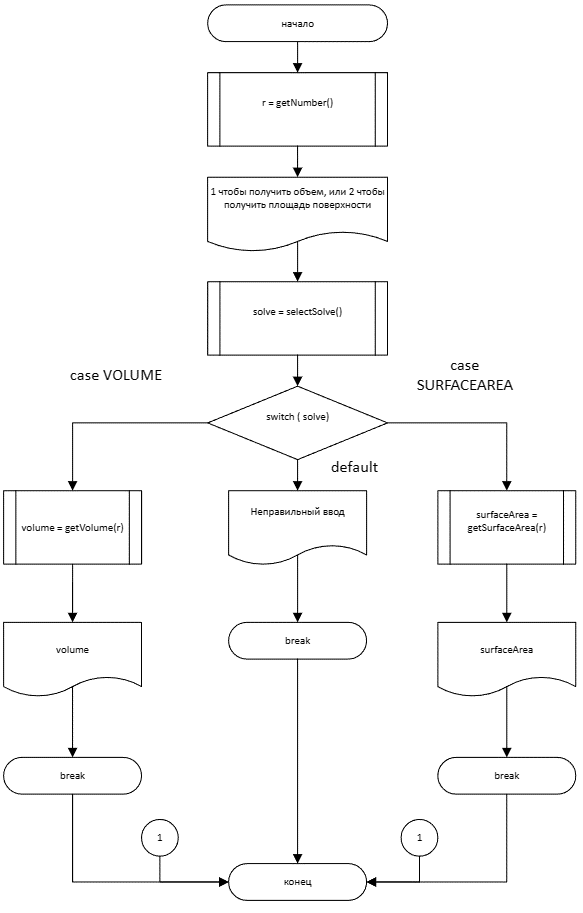 начало
r = getNumber()
1 чтобы получить объем, или 2 чтобы
получить площадь поверхности
solve = selectSolve()
case VOLUME
case
SURFACEAREA
switch ( solve)
default
volume = getVolume(r)
Неправильный ввод
surfaceArea =
getSurfaceArea(r)
volume
break
surfaceArea
break
break
1
1
конец